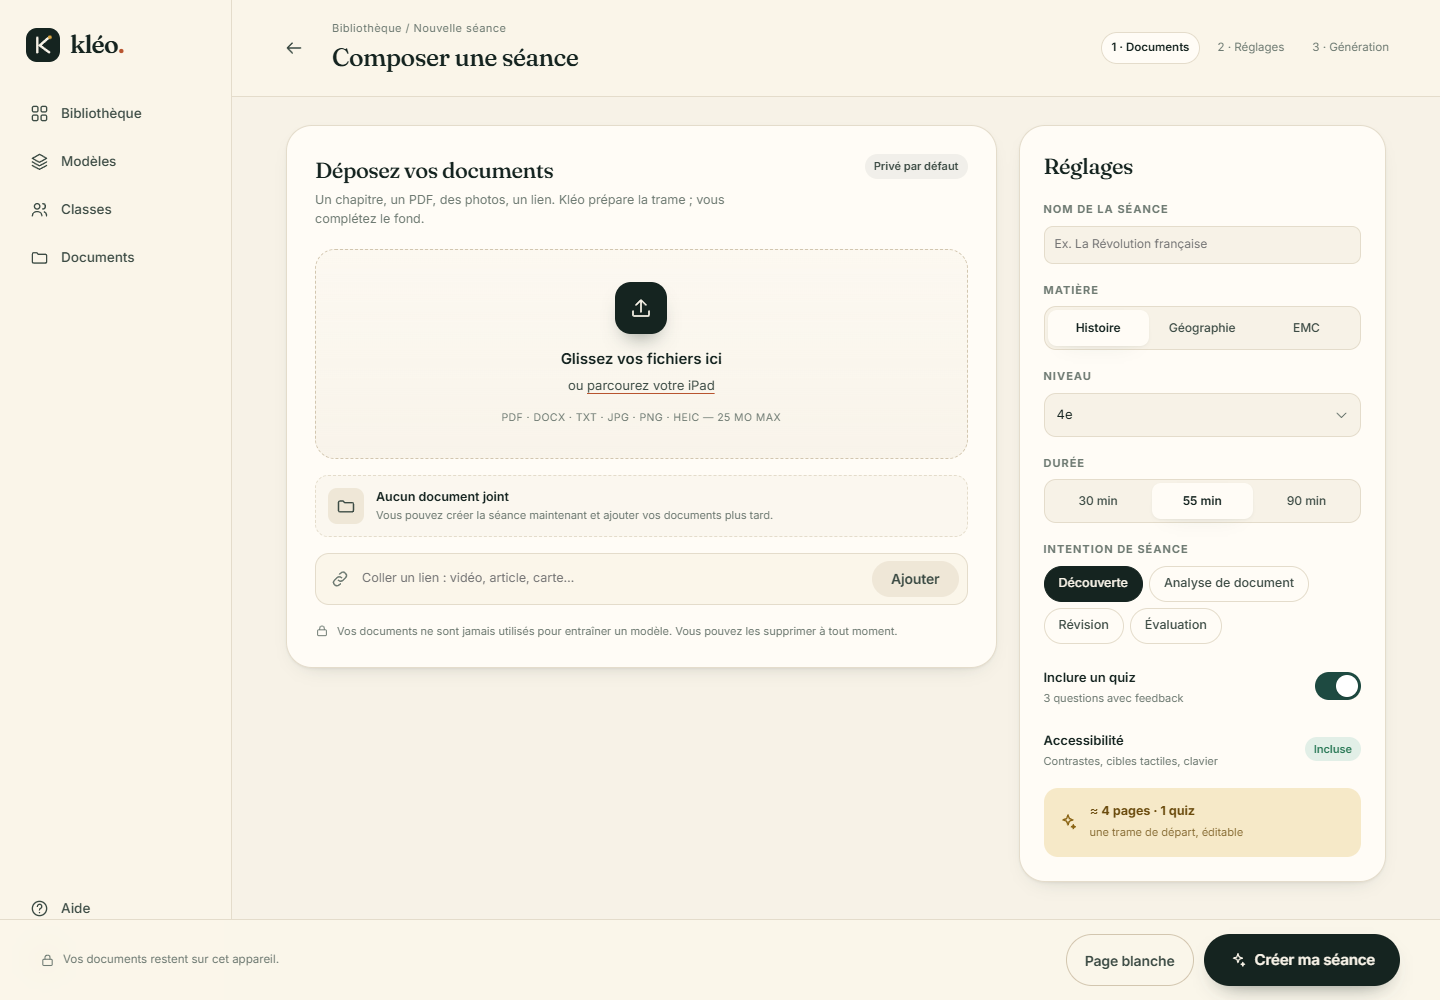 kléo.
Bibliothèque
Modèles
Classes
Documents
Aide
Bibliothèque / Nouvelle séance
Composer une séance
1 · Documents
2 · Réglages
3 · Génération
Déposez vos documents
Privé par défaut
Un chapitre, un PDF, des photos, un lien. Kléo prépare la trame ; vous
complétez le fond.
Glissez vos fichiers ici
ou parcourez votre iPad
PDF · DOCX · TXT · JPG · PNG · HEIC — 25 MO MAX
Aucun document joint
Vous pouvez créer la séance maintenant et ajouter vos documents plus tard.
Coller un lien : vidéo, article, carte...
Ajouter
Vos documents ne sont jamais utilisés pour entraîner un modèle. Vous pouvez les supprimer à tout moment.
Réglages
NOM DE LA SÉANCE
Ex. La Révolution française
MATIÈRE
Histoire
Géographie
EMC
NIVEAU
4e
DURÉE
30 min
55 min
90 min
INTENTION DE SÉANCE
Découverte
Analyse de document
Révision
Évaluation
Inclure un quiz
3 questions avec feedback
Accessibilité
Contrastes, cibles tactiles, clavier
Incluse
≈ 4 pages · 1 quiz
une trame de départ, éditable
Vos documents restent sur cet appareil.
Page blanche
Créer ma séance